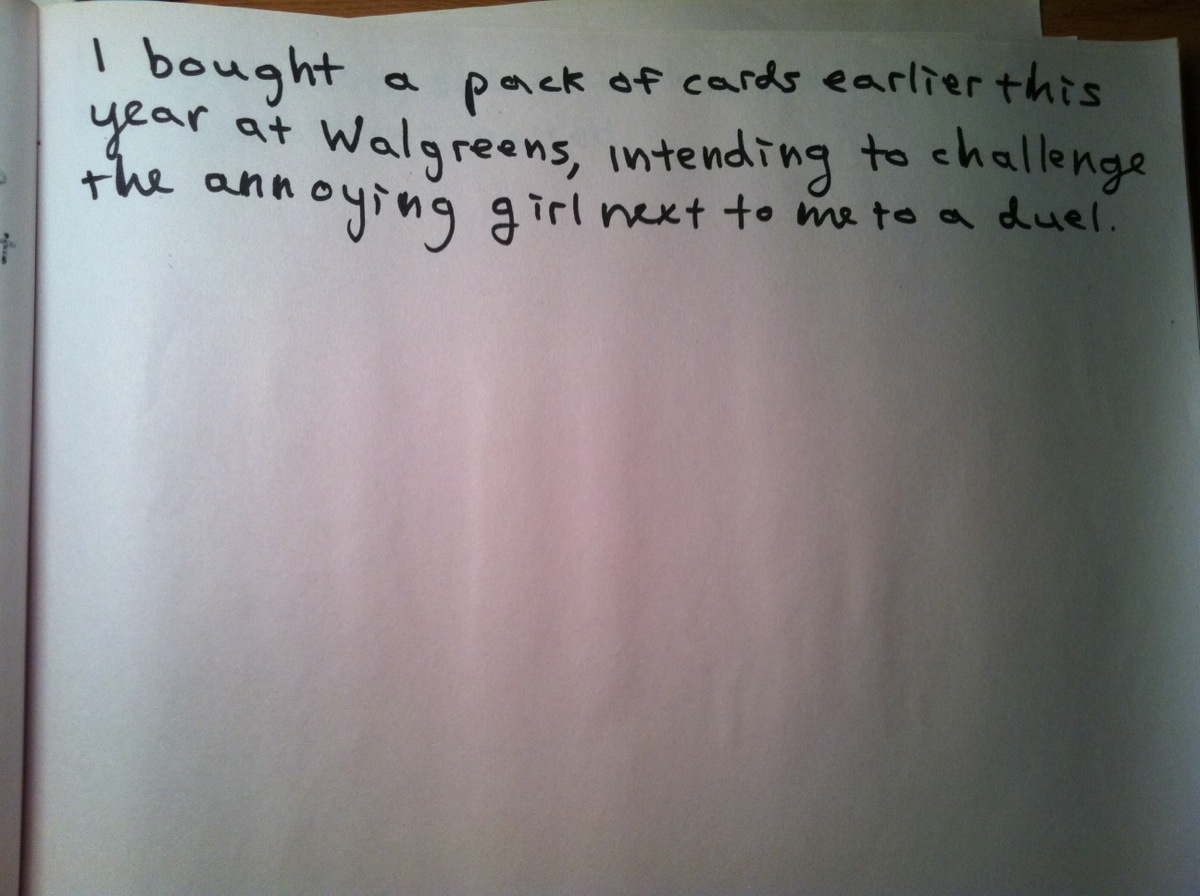 I bought a pack of cards earlier this
year at Walgreens, intending to challenge
the annoying girl next to me to a duel.